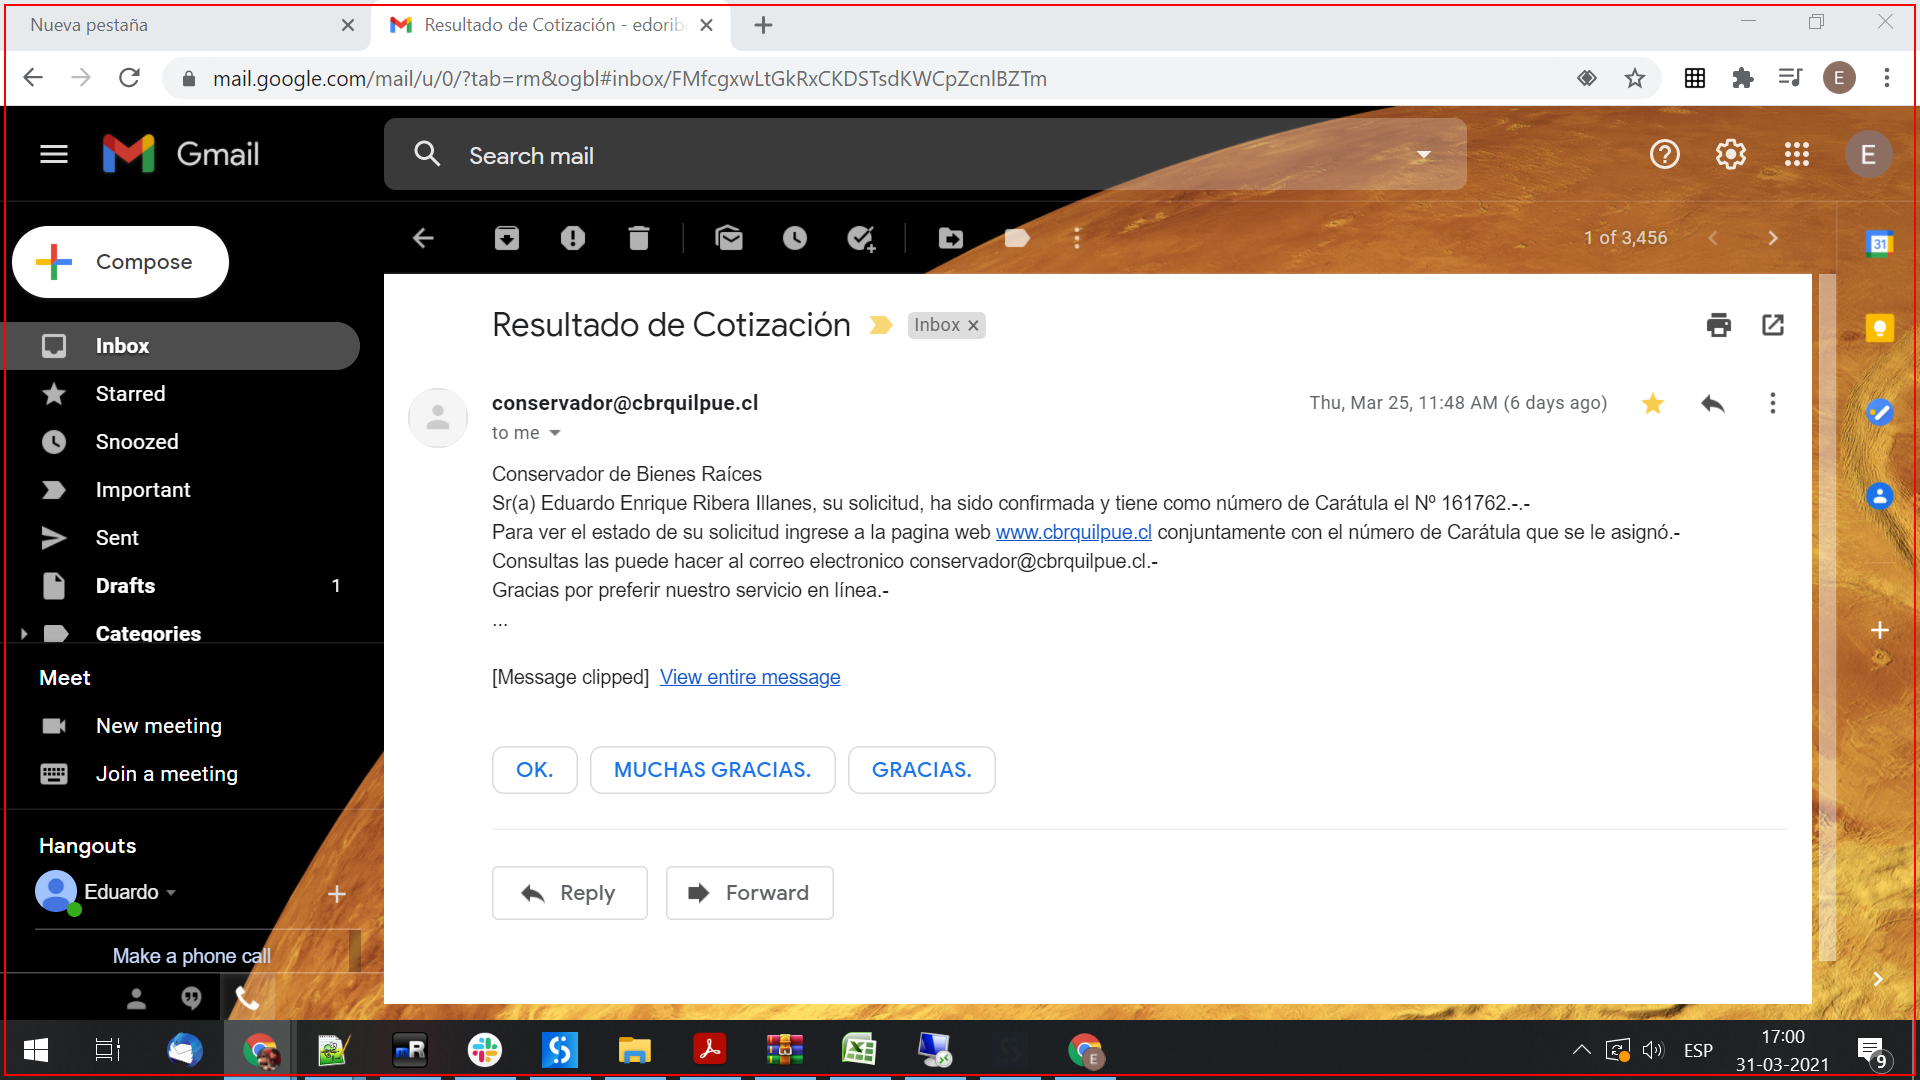 Nueva pestaña
Resultado de Cotización - edorib
mail.google.com/mail/u/0/?tab=rm&ogbl#inbox/FMfcgxwLtGkRxCKDSTsdKWCpZcnlBZTm
E
Gmail
Search mail
E
Compose
1 of 3,456
31
Inbox
Starred
Snoozed
Important
Sent
Drafts 1
Categories
Meet
New meeting
Join a meeting
Hangouts
Eduardo
Make a phone call
Resultado de Cotización
Inbox
conservador@cbrquilpue.cl
Thu, Mar 25, 11:48 AM (6 days ago)
to me
Conservador de Bienes Raíces
Sr(a) Eduardo Enrique Ribera Illanes, su solicitud, ha sido confirmada y tiene como número de Carátula el Nº 161762.-.-
Para ver el estado de su solicitud ingrese a la pagina web www.cbrquilpue.cl conjuntamente con el número de Carátula que se le asignó.-
Consultas las puede hacer al correo electronico conservador@cbrquilpue.cl.-
Gracias por preferir nuestro servicio en línea.-
...
[Message clipped] View entire message
OK.
MUCHAS GRACIAS.
GRACIAS.
Reply
Forward
mR
E
ESP
17:00
31-03-2021
9